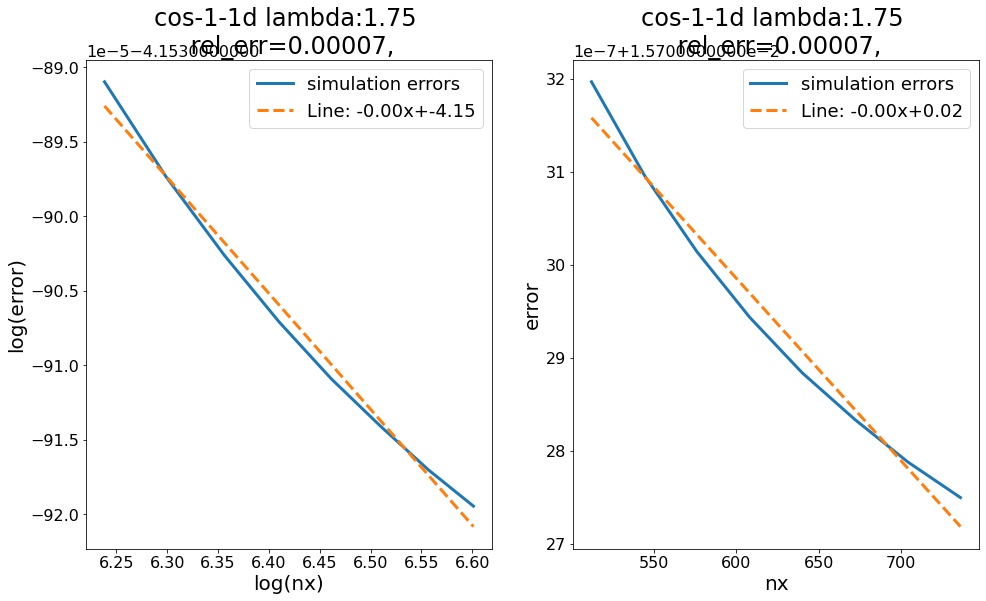 cos-1-1d lambda:1.75
rel_err=0.00007,
1e−5−4.1530000000
−89.0
−89.5
−90.0
−90.5
−91.0
−91.5
−92.0
log(error)
simulation errors
Line: -0.00x+-4.15
6.25 6.30 6.35 6.40 6.45 6.50 6.55 6.60
log(nx)
cos-1-1d lambda:1.75
rel_err=0.00007,
1e−7+1.5700000000e−2
32
31
30
29
28
27
error
simulation errors
Line: -0.00x+0.02
550 600 650 700
nx